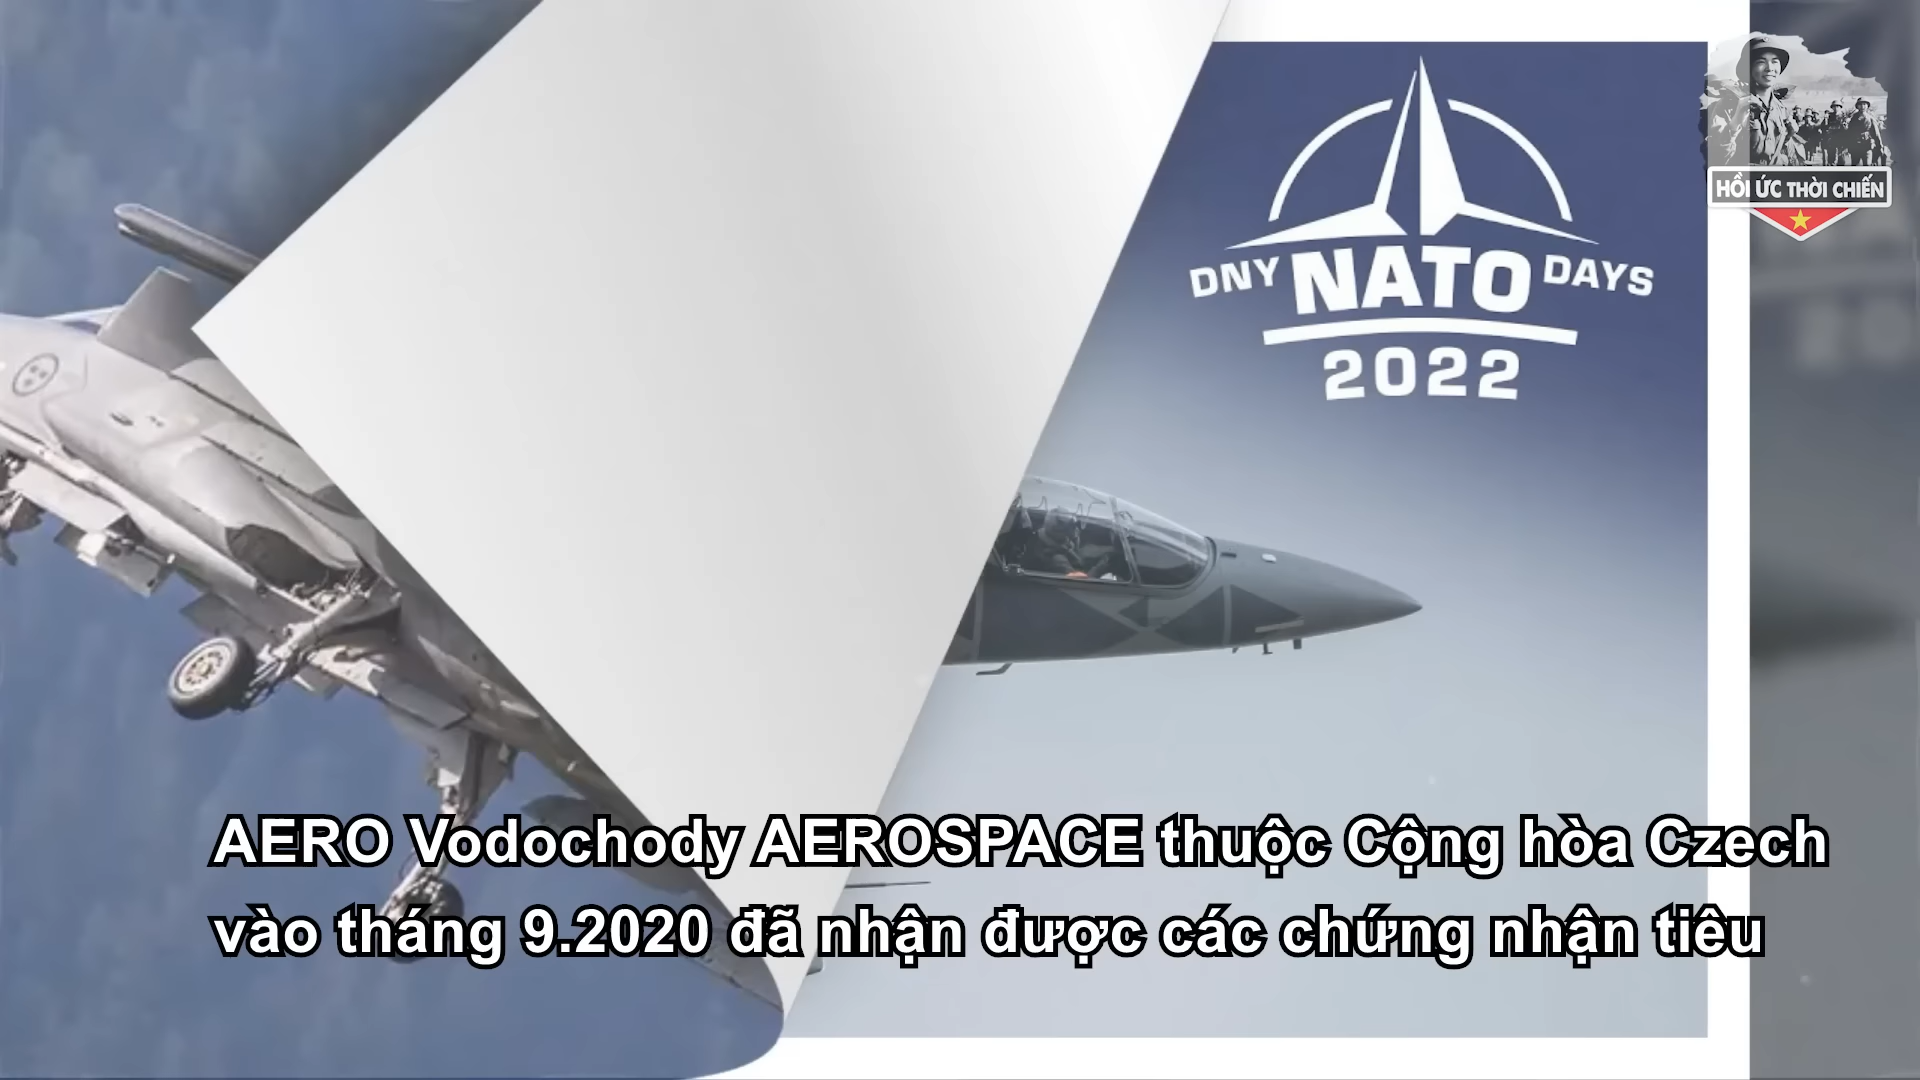 DNY NATO DAYS
2022
HỒI ỨC THỜI CHIẾN
AERO Vodochody AEROSPACE thuộc Cộng hòa Czech
vào tháng 9.2020 đã nhận được các chứng nhận tiêu